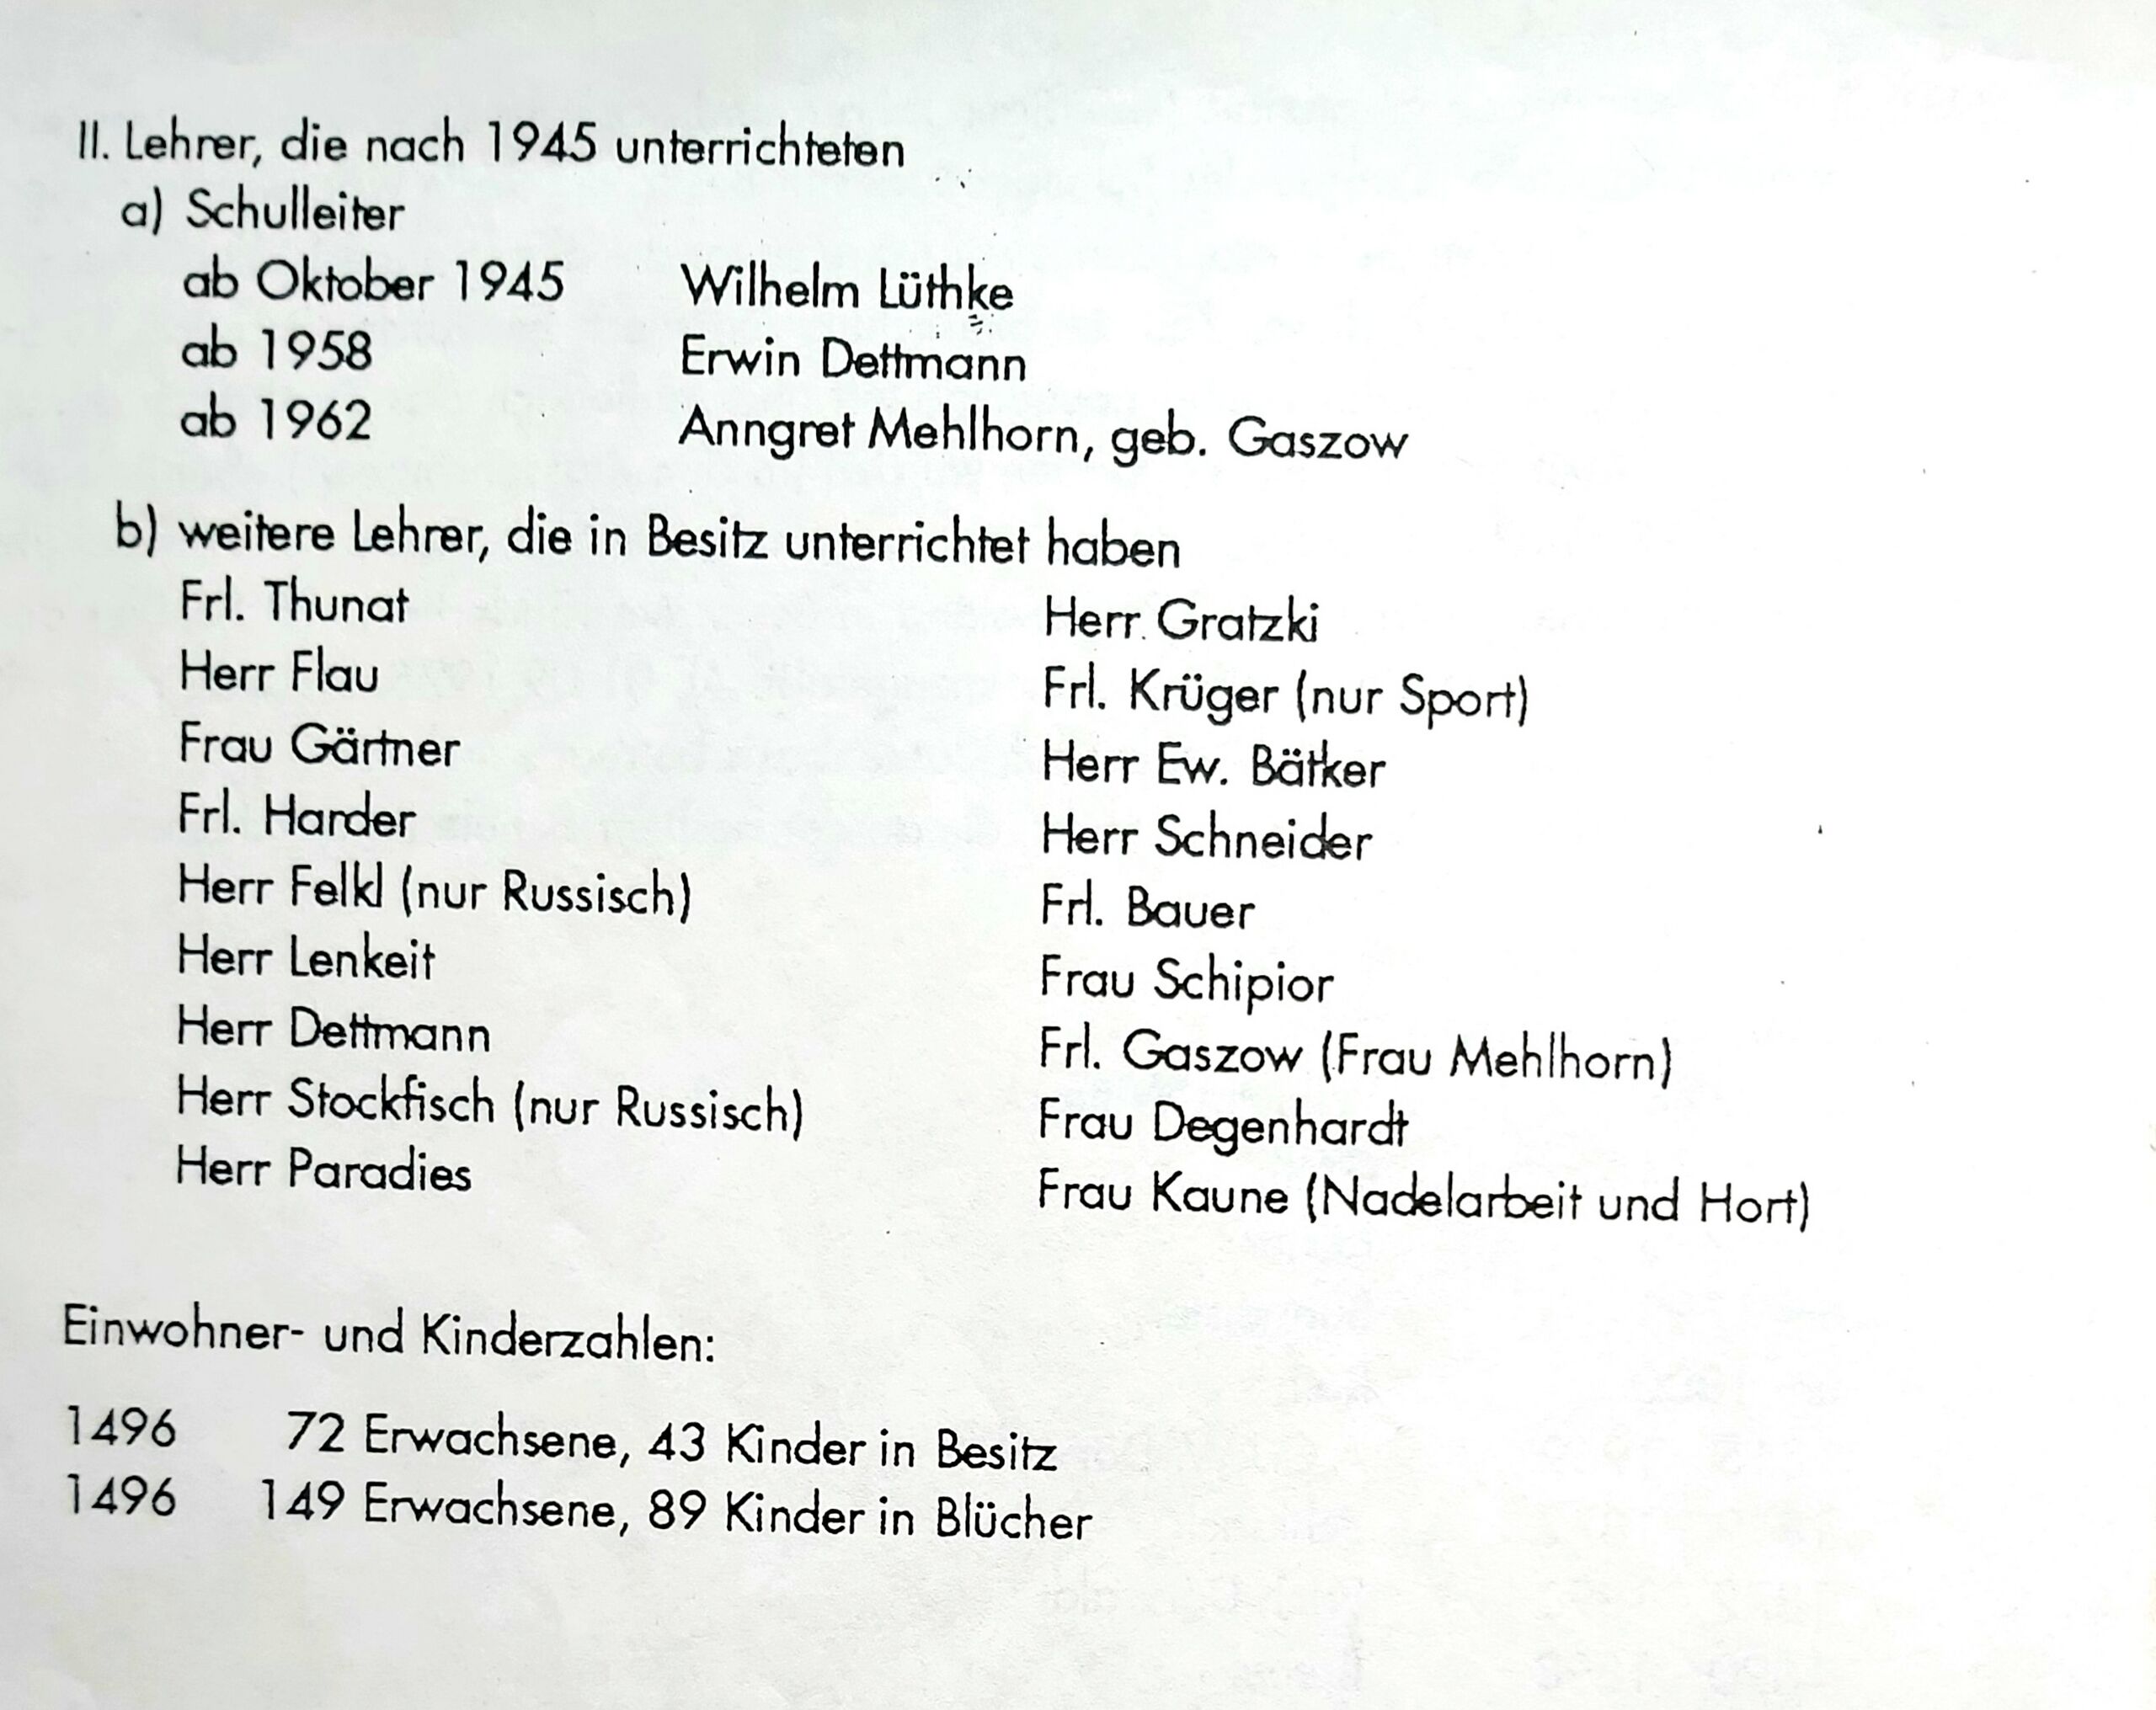 II. Lehrer, die nach 1945 unterrichteten
a) Schulleiter
ab Oktober 1945 Wilhelm Lüthke
ab 1958 Erwin Dettmann
ab 1962 Anngret Mehlhorn, geb. Gaszow
b) weitere Lehrer, die in Besitz unterrichtet haben
Frl. Thunat Herr Gratzki
Herr Flau Frl. Krüger (nur Sport)
Frau Gärtner Herr Ew. Bätker
Frl. Harder Herr Schneider
Herr Felkl (nur Russisch) Frl. Bauer
Herr Lenkeit Frau Schipior
Herr Dettmann Frl. Gaszow (Frau Mehlhorn)
Herr Stockfisch (nur Russisch) Frau Degenhardt
Herr Paradies Frau Kaune (Nadelarbeit und Hort)
Einwohner- und Kinderzahlen:
1496 72 Erwachsene, 43 Kinder in Besitz
1496 149 Erwachsene, 89 Kinder in Blücher